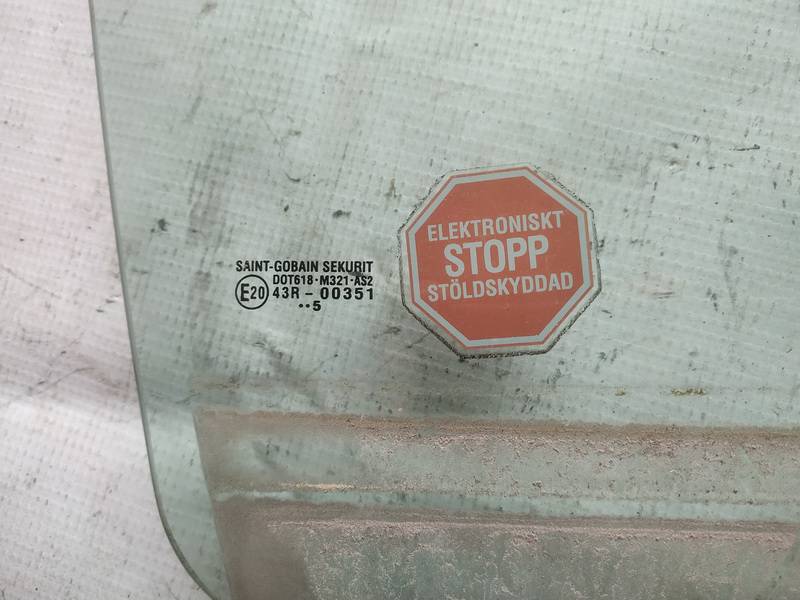 SAINT-GOBAIN SEKURIT
DOT618·M321·AS2
E20 43R - 00351
··5
ELEKTRONISKT
STOPP
STÖLDSKYDDAD